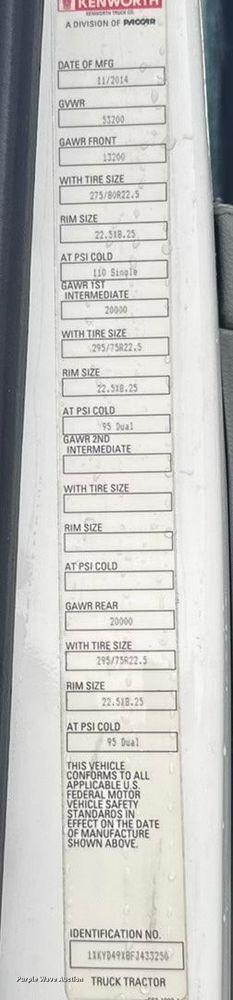 KENWORTH
KENWORTH TRUCK CO.
A DIVISION OF PACCAR
DATE OF MFG
11/2014
GVWR
53200
GAWR FRONT
13200
WITH TIRE SIZE
275/80R22.5
RIM SIZE
22.5X8.25
AT PSI COLD
110 Single
GAWR 1ST
INTERMEDIATE
20000
WITH TIRE SIZE
295/75R22.5
RIM SIZE
22.5X8.25
AT PSI COLD
95 Dual
GAWR 2ND
INTERMEDIATE
WITH TIRE SIZE
RIM SIZE
AT PSI COLD
GAWR REAR
20000
WITH TIRE SIZE
295/75R22.5
RIM SIZE
22.5X8.25
AT PSI COLD
95 Dual
THIS VEHICLE
CONFORMS TO ALL
APPLICABLE U.S.
FEDERAL MOTOR
VEHICLE SAFETY
STANDARDS IN
EFFECT ON THE DATE
OF MANUFACTURE
SHOWN ABOVE.
IDENTIFICATION NO.
1XKYD49X8FJ433256
Purple Wave Auction
TRUCK TRACTOR